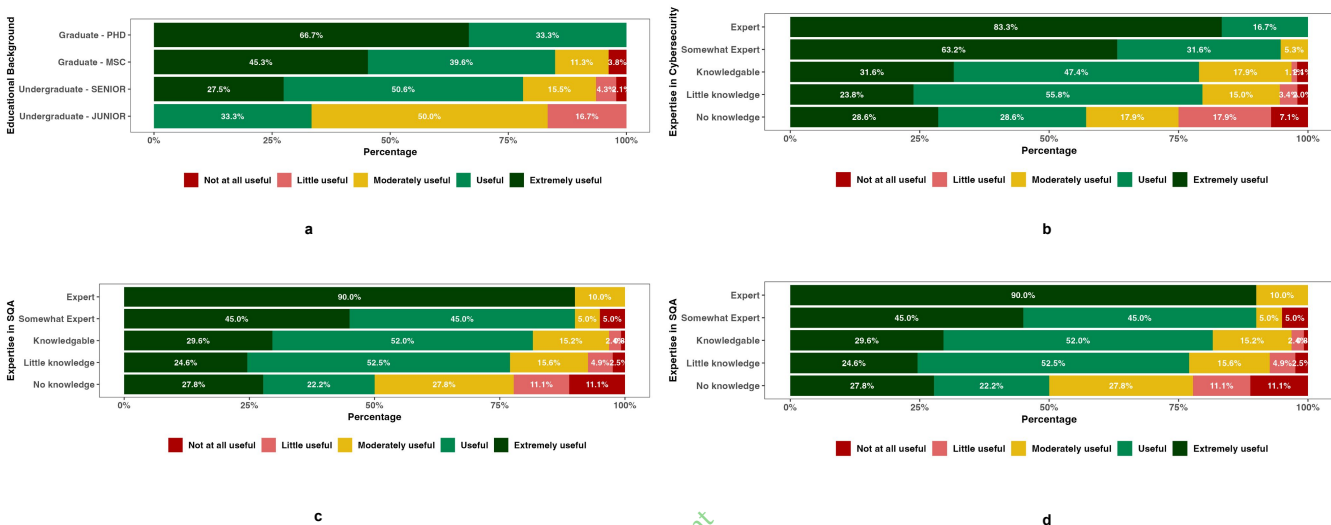 Educational Background
Graduate - PHD 66.7% 33.3%
Graduate - MSC 45.3% 39.6% 11.3% 3.8%
Undergraduate - SENIOR 27.5% 50.6% 15.5% 4.3% 2.1%
Undergraduate - JUNIOR 33.3% 50.0% 16.7%
0% 25% 50% 75% 100%
Percentage
Not at all useful Little useful Moderately useful Useful Extremely useful
a
Expertise in Cybersecurity
Expert 83.3% 16.7%
Somewhat Expert 63.2% 31.6% 5.3%
Knowledgable 31.6% 47.4% 17.9%
Little knowledge 23.8% 55.8% 15.0% 3.4% 2.0%
No knowledge 28.6% 28.6% 17.9% 17.9% 7.1%
0% 25% 50% 75% 100%
Percentage
Not at all useful Little useful Moderately useful Useful Extremely useful
b
Expertise in SQA
Expert 90.0% 10.0%
Somewhat Expert 45.0% 45.0% 5.0% 5.0%
Knowledgable 29.6% 52.0% 15.2%
Little knowledge 24.6% 52.5% 15.6% 4.9% 2.5%
No knowledge 27.8% 22.2% 27.8% 11.1% 11.1%
0% 25% 50% 75% 100%
Percentage
Not at all useful Little useful Moderately useful Useful Extremely useful
c
Expertise in SQA
Expert 90.0% 10.0%
Somewhat Expert 45.0% 45.0% 5.0% 5.0%
Knowledgable 29.6% 52.0% 15.2%
Little knowledge 24.6% 52.5% 15.6% 4.9% 2.5%
No knowledge 27.8% 22.2% 27.8% 11.1% 11.1%
0% 25% 50% 75% 100%
Percentage
Not at all useful Little useful Moderately useful Useful Extremely useful
d